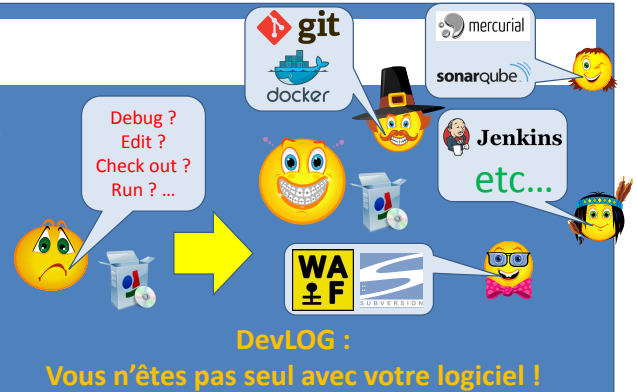 git
docker
mercurial
sonarqube
Debug ?
Edit ?
Check out ?
Run ? ...
Jenkins
etc...
WA
F
SUBVERSION
DevLOG :
Vous n'êtes pas seul avec votre logiciel !